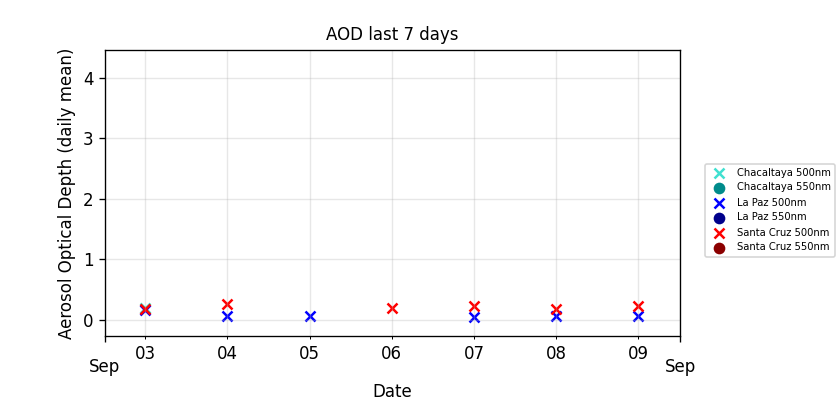 AOD last 7 days
Aerosol Optical Depth (daily mean)
4
3
2
1
0
03 04 05 06 07 08 09
Sep Sep
Date
Chacaltaya 500nm
Chacaltaya 550nm
La Paz 500nm
La Paz 550nm
Santa Cruz 500nm
Santa Cruz 550nm